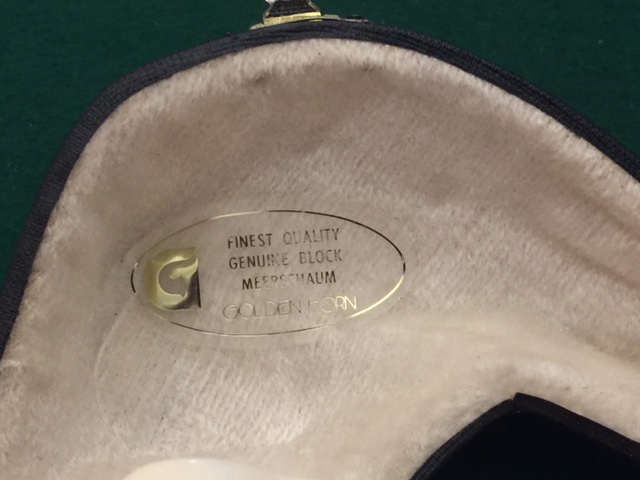 FINEST QUALITY
GENUINE BLOCK
MEERSCHAUM
GOLDEN HORN